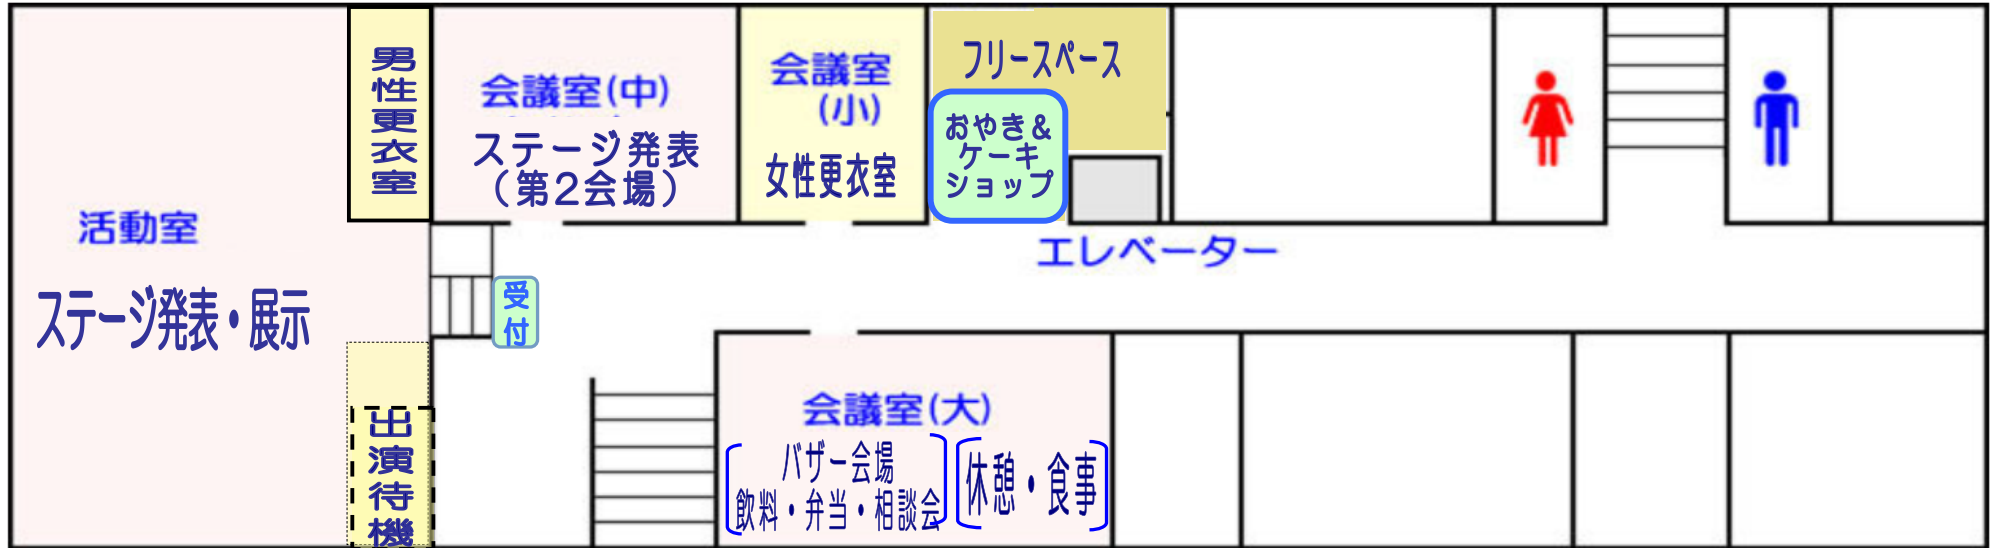 男性更衣室
会議室(中)
ステージ発表
（第2会場）
会議室
(小)
女性更衣室
フリースペース
おやき＆
ケーキ
ショップ
活動室
ステージ発表・展示
受付
エレベーター
出演待機
会議室(大)
バザー会場
飲料・弁当・相談会
休憩・食事